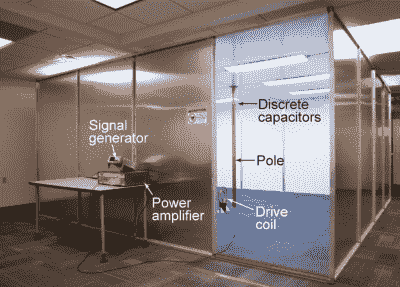 Discrete
capacitors
Signal
generator
Pole
Power
amplifier
Drive
coil